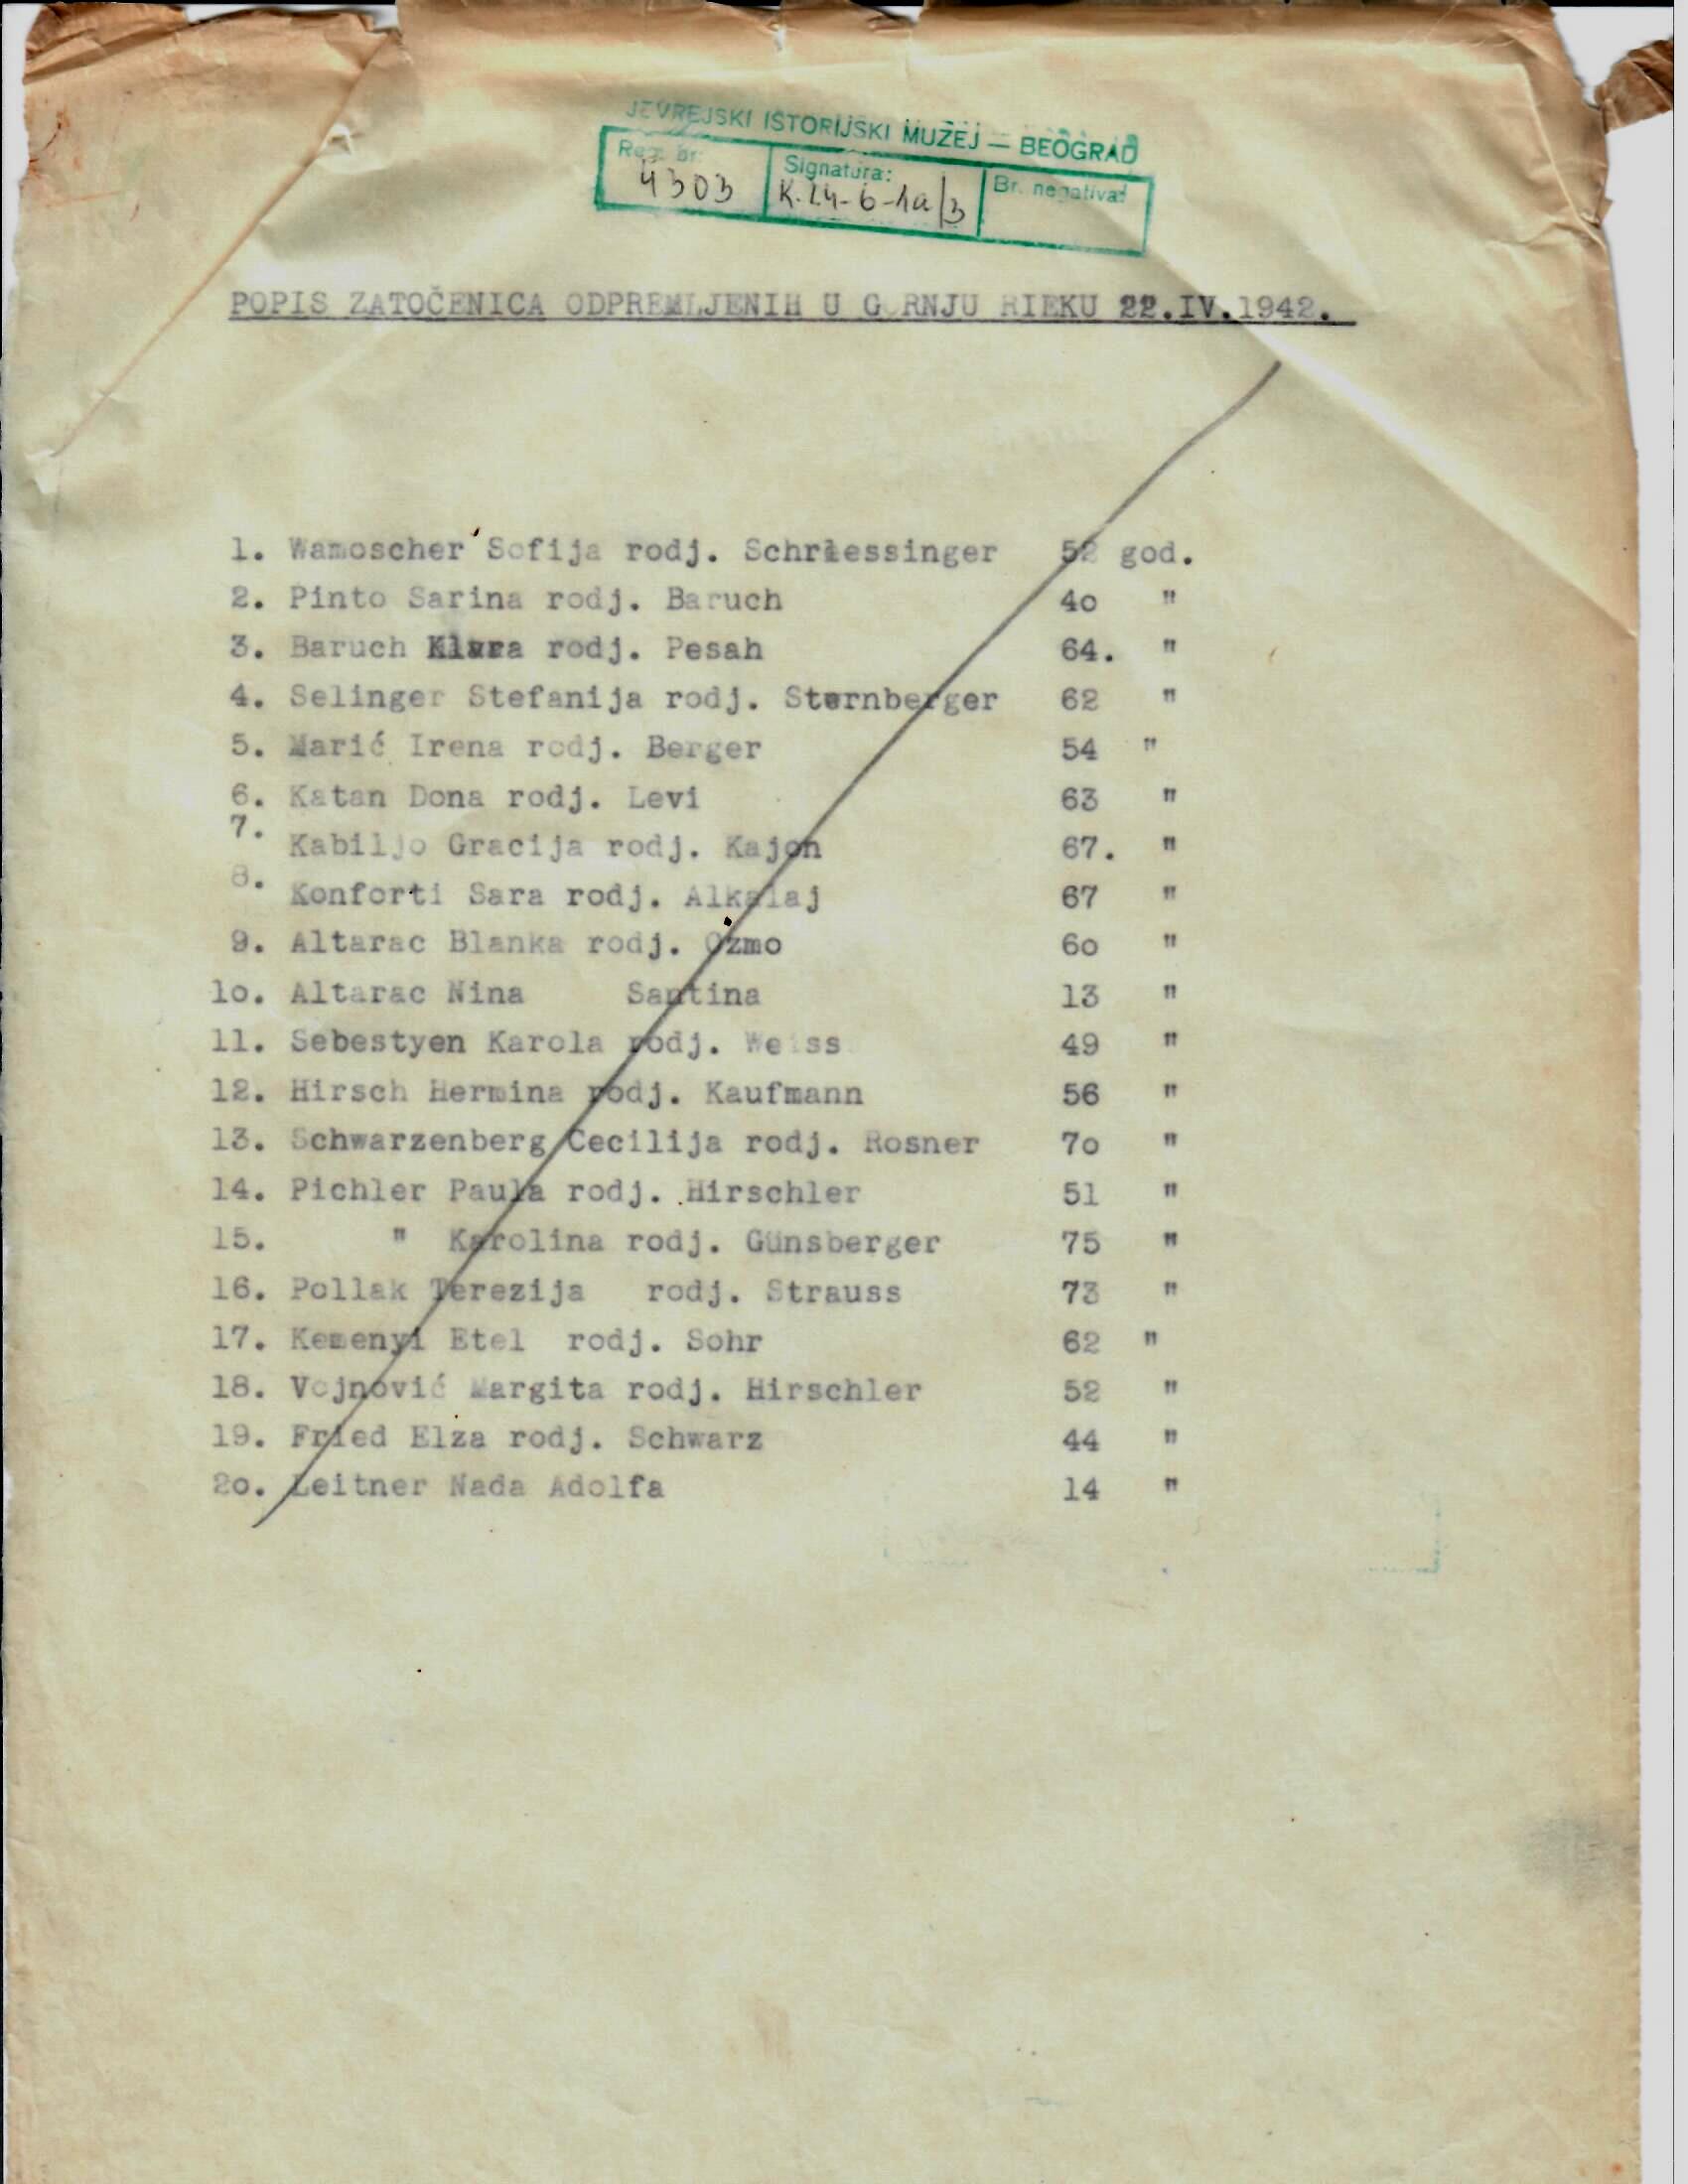 JEVREJSKI ISTORIJSKI MUZEJ — BEOGRAD
Reg. br: Signatura: Br. negativa:
4303 K.24-6-1a/3
POPIS ZATOČENICA ODPREMLJENIH U GORNJU RIEKU 22.IV.1942.
1. Wamoscher Sofija rodj. Schrlessinger 52 god.
2. Pinto Sarina rodj. Baruch 4o "
3. Baruch Klara rodj. Pesah 64. "
4. Selinger Stefanija rodj. Sternberger 62 "
5. Marić Irena rodj. Berger 54 "
6. Katan Dona rodj. Levi 63 "
7. Kabiljo Gracija rodj. Kajon 67. "
8. Konforti Sara rodj. Alkalaj 67 "
9. Altarac Blanka rodj. Ozmo 6o "
1o. Altarac Nina Santina 13 "
11. Sebestyen Karola rodj. Weiss 49 "
12. Hirsch Hermina rodj. Kaufmann 56 "
13. Schwarzenberg Cecilija rodj. Rosner 7o "
14. Pichler Paula rodj. Hirschler 51 "
15. " Karolina rodj. Günsberger 75 "
16. Pollak Terezija rodj. Strauss 73 "
17. Kemenyi Etel rodj. Sohr 62 "
18. Vojnović Margita rodj. Hirschler 52 "
19. Fried Elza rodj. Schwarz 44 "
2o. Leitner Nada Adolfa 14 "